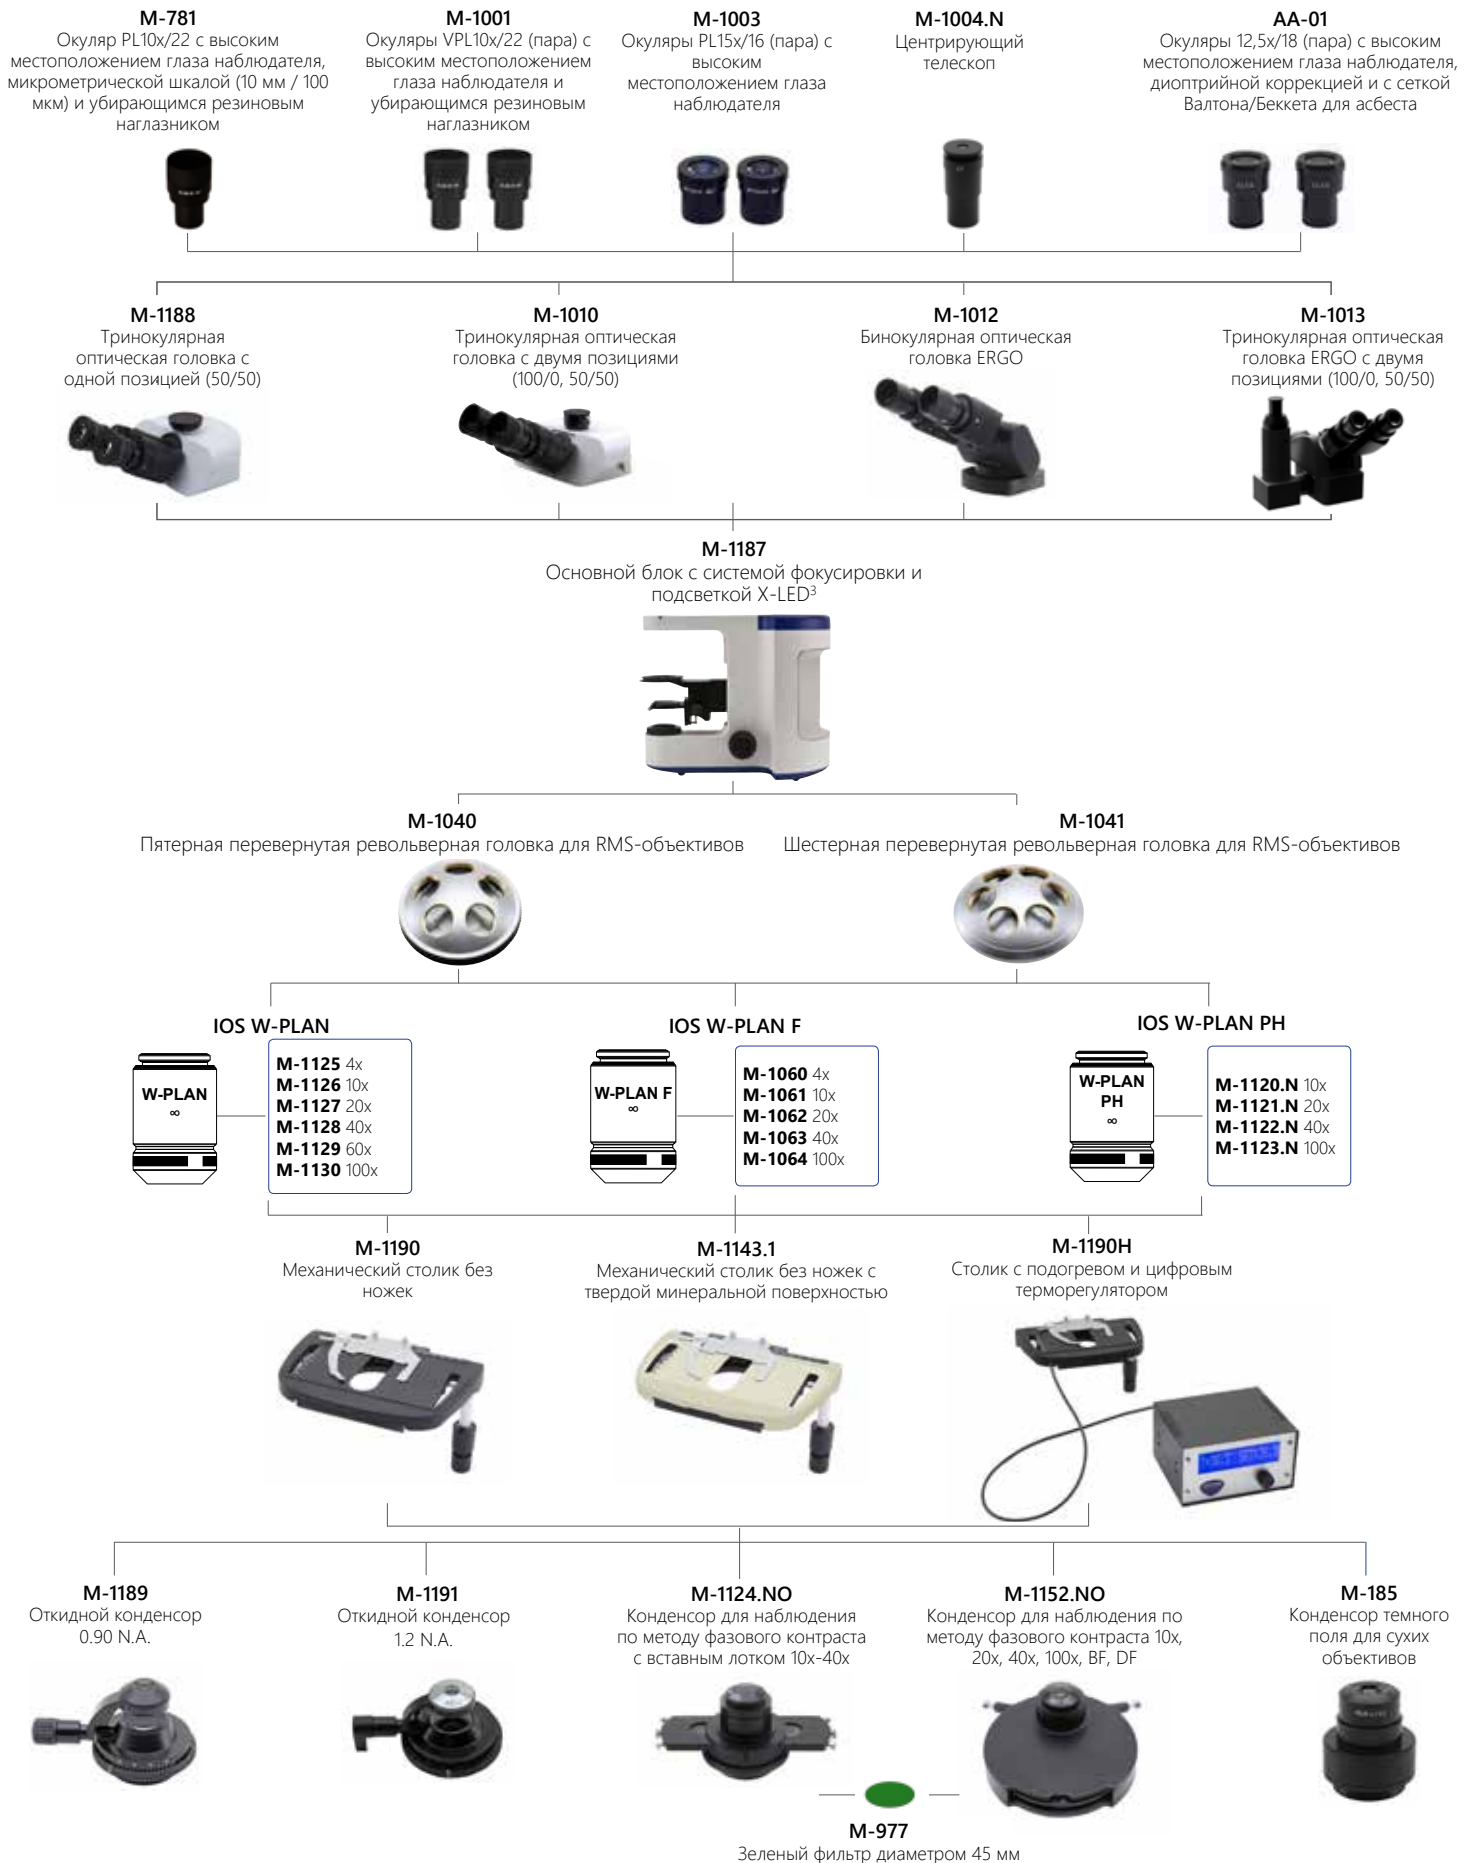 M-781
Окуляр PL10x/22 с высоким
местоположением глаза наблюдателя,
микрометрической шкалой (10 мм / 100
мкм) и убирающимся резиновым
наглазником
M-1001
Окуляры VPL10x/22 (пара) с
высоким местоположением
глаза наблюдателя и
убирающимся резиновым
наглазником
M-1003
Окуляры PL15x/16 (пара) с
высоким
местоположением глаза
наблюдателя
M-1004.N
Центрирующий
телескоп
AA-01
Окуляры 12,5x/18 (пара) с высоким
местоположением глаза наблюдателя,
диоптрийной коррекцией и с сеткой
Валтона/Беккета для асбеста
M-1188
Тринокулярная
оптическая головка с
одной позицией (50/50)
M-1010
Тринокулярная оптическая
головка с двумя позициями
(100/0, 50/50)
M-1012
Бинокулярная оптическая
головка ERGO
M-1013
Тринокулярная оптическая
головка ERGO с двумя
позициями (100/0, 50/50)
M-1187
Основной блок с системой фокусировки и
подсветкой X-LED³
M-1040
Пятерная перевернутая револьверная головка для RMS-объективов
M-1041
Шестерная перевернутая револьверная головка для RMS-объективов
IOS W-PLAN
W-PLAN
∞
M-1125 4x
M-1126 10x
M-1127 20x
M-1128 40x
M-1129 60x
M-1130 100x
IOS W-PLAN F
W-PLAN F
∞
M-1060 4x
M-1061 10x
M-1062 20x
M-1063 40x
M-1064 100x
IOS W-PLAN PH
W-PLAN
PH
∞
M-1120.N 10x
M-1121.N 20x
M-1122.N 40x
M-1123.N 100x
M-1190
Механический столик без
ножек
M-1143.1
Механический столик без ножек с
твердой минеральной поверхностью
M-1190H
Столик с подогревом и цифровым
терморегулятором
M-1189
Откидной конденсор
0.90 N.A.
M-1191
Откидной конденсор
1.2 N.A.
M-1124.NO
Конденсор для наблюдения
по методу фазового контраста
с вставным лотком 10x-40x
M-1152.NO
Конденсор для наблюдения по
методу фазового контраста 10x,
20x, 40x, 100x, BF, DF
M-185
Конденсор темного
поля для сухих
объективов
M-977
Зеленый фильтр диаметром 45 мм